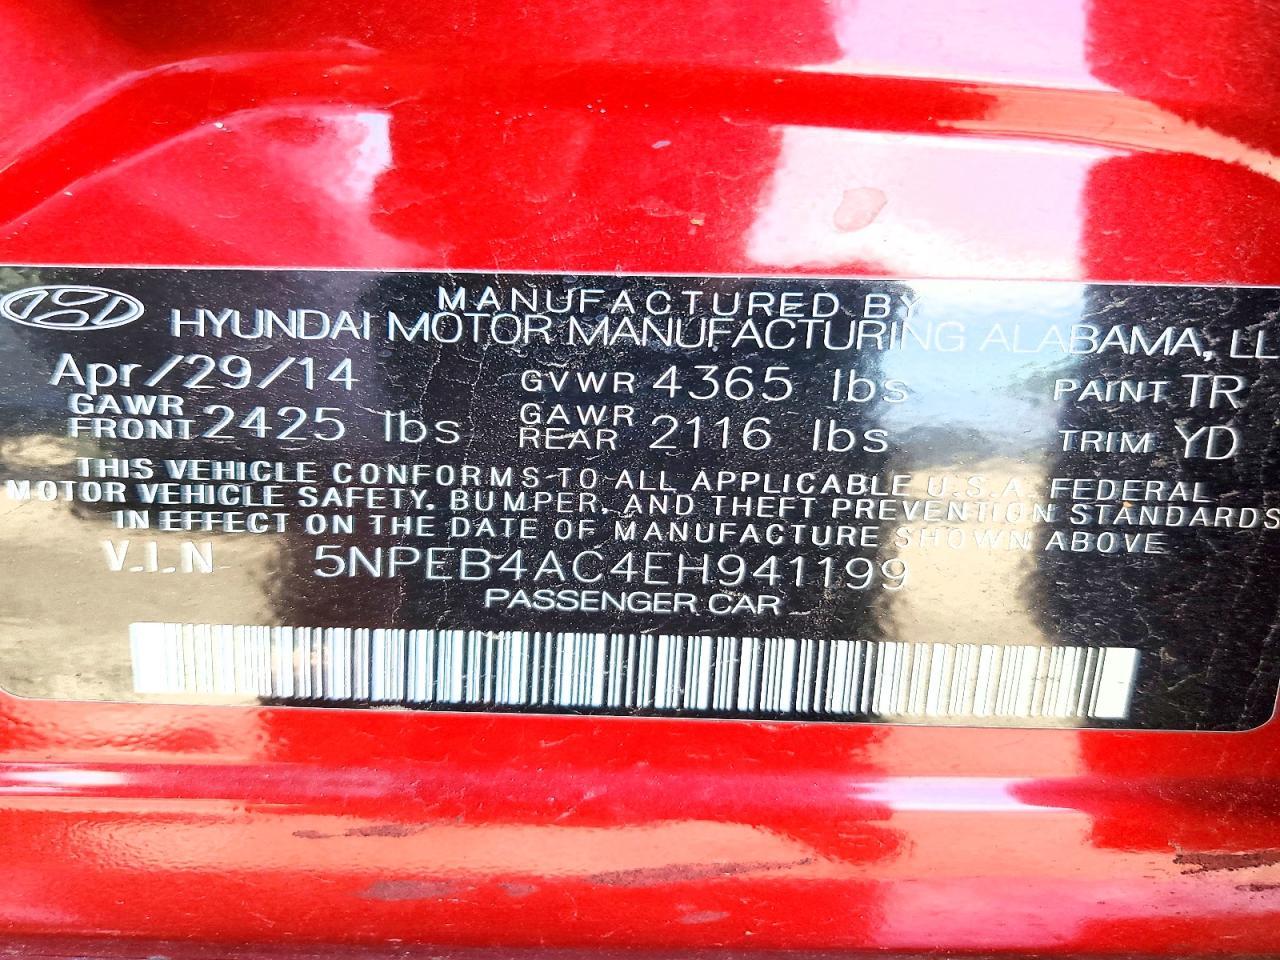 MANUFACTURED BY
HYUNDAI MOTOR MANUFACTURING ALABAMA, LL
Apr/29/14 GVWR 4365 lbs PAINT TR
GAWR FRONT 2425 lbs GAWR REAR 2116 lbs TRIM YD
THIS VEHICLE CONFORMS TO ALL APPLICABLE U.S.A. FEDERAL
MOTOR VEHICLE SAFETY, BUMPER, AND THEFT PREVENTION STANDARDS
IN EFFECT ON THE DATE OF MANUFACTURE SHOWN ABOVE
V.I.N 5NPEB4AC4EH941199
PASSENGER CAR